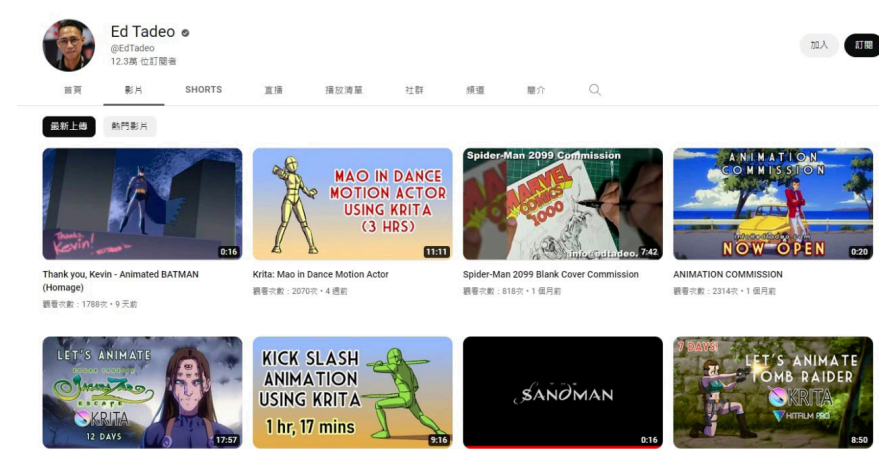 Ed Tadeo
@EdTadeo
12.3萬 位訂閱者
加入
訂閱
首頁
影片
SHORTS
直播
播放清單
社群
頻道
簡介
最新上傳
熱門影片
Thanks,
Kevin!
0:16
MAO IN DANCE
MOTION ACTOR
USING KRITA
(3 HRS)
11:11
Spider-Man 2099 Commission
MARVEL
COMICS
1000
info@edtadeo.
7:42
ANIMATION
COMMISSION
info@edtadeo.com
NOW OPEN
0:20
Thank you, Kevin - Animated BATMAN
(Homage)
觀看次數：1788次・9 天前
Krita: Mao in Dance Motion Actor
觀看次數：2070次・4 週前
Spider-Man 2099 Blank Cover Commission
觀看次數：818次・1 個月前
ANIMATION COMMISSION
觀看次數：2314次・1 個月前
LET'S ANIMATE
ESCAPE
KRITA
12 DAYS
17:57
KICK SLASH
ANIMATION
USING KRITA
1 hr, 17 mins
9:16
THE
SANDMAN
0:16
7 DAYS!
LET'S ANIMATE
TOMB RAIDER
KRITA
HITFILM PRO
8:50